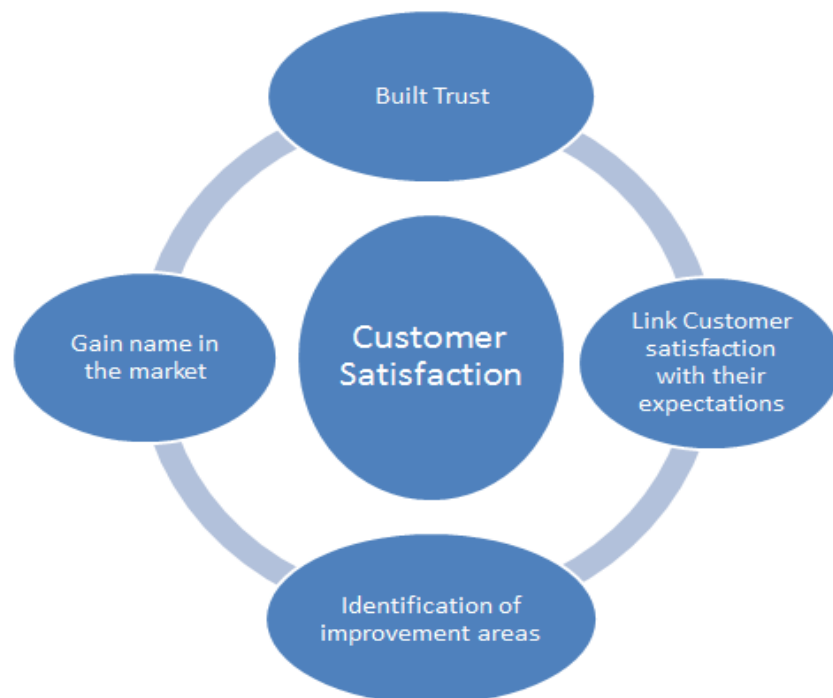 Built Trust
Gain name in
the market
Customer
Satisfaction
Link Customer
satisfaction
with their
expectations
Identification of
improvement areas